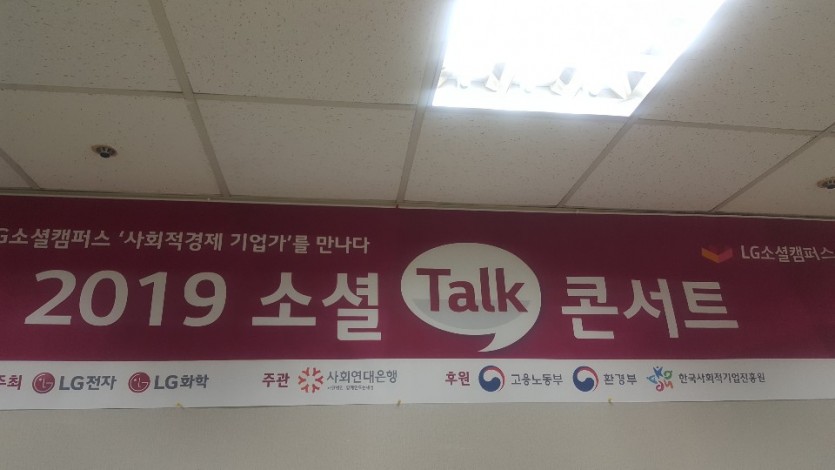 G소셜캠퍼스 '사회적경제 기업가'를 만나다
LG소셜캠퍼스
2019 소셜 Talk 콘서트
주최 LG전자 LG화학 주관 사회연대은행 후원 고용노동부 환경부 한국사회적기업진흥원